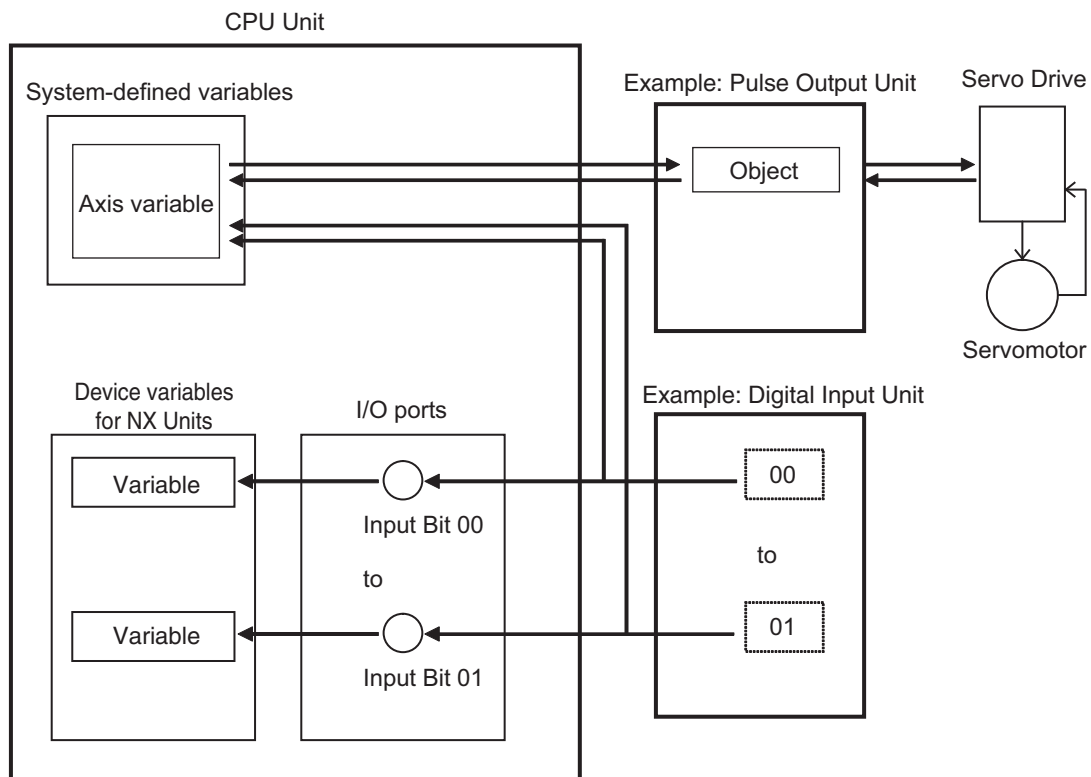 CPU Unit
System-defined variables
Axis variable
Example: Pulse Output Unit
Object
Servo Drive
Servomotor
Device variables
for NX Units
I/O ports
Example: Digital Input Unit
Variable
Input Bit 00
00
to
to
Variable
Input Bit 01
01